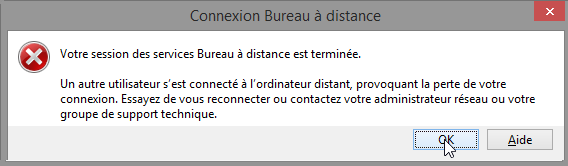 Connexion Bureau à distance
Votre session des services Bureau à distance est terminée.
Un autre utilisateur s'est connecté à l'ordinateur distant, provoquant la perte de votre
connexion. Essayez de vous reconnecter ou contactez votre administrateur réseau ou votre
groupe de support technique.
OK
Aide